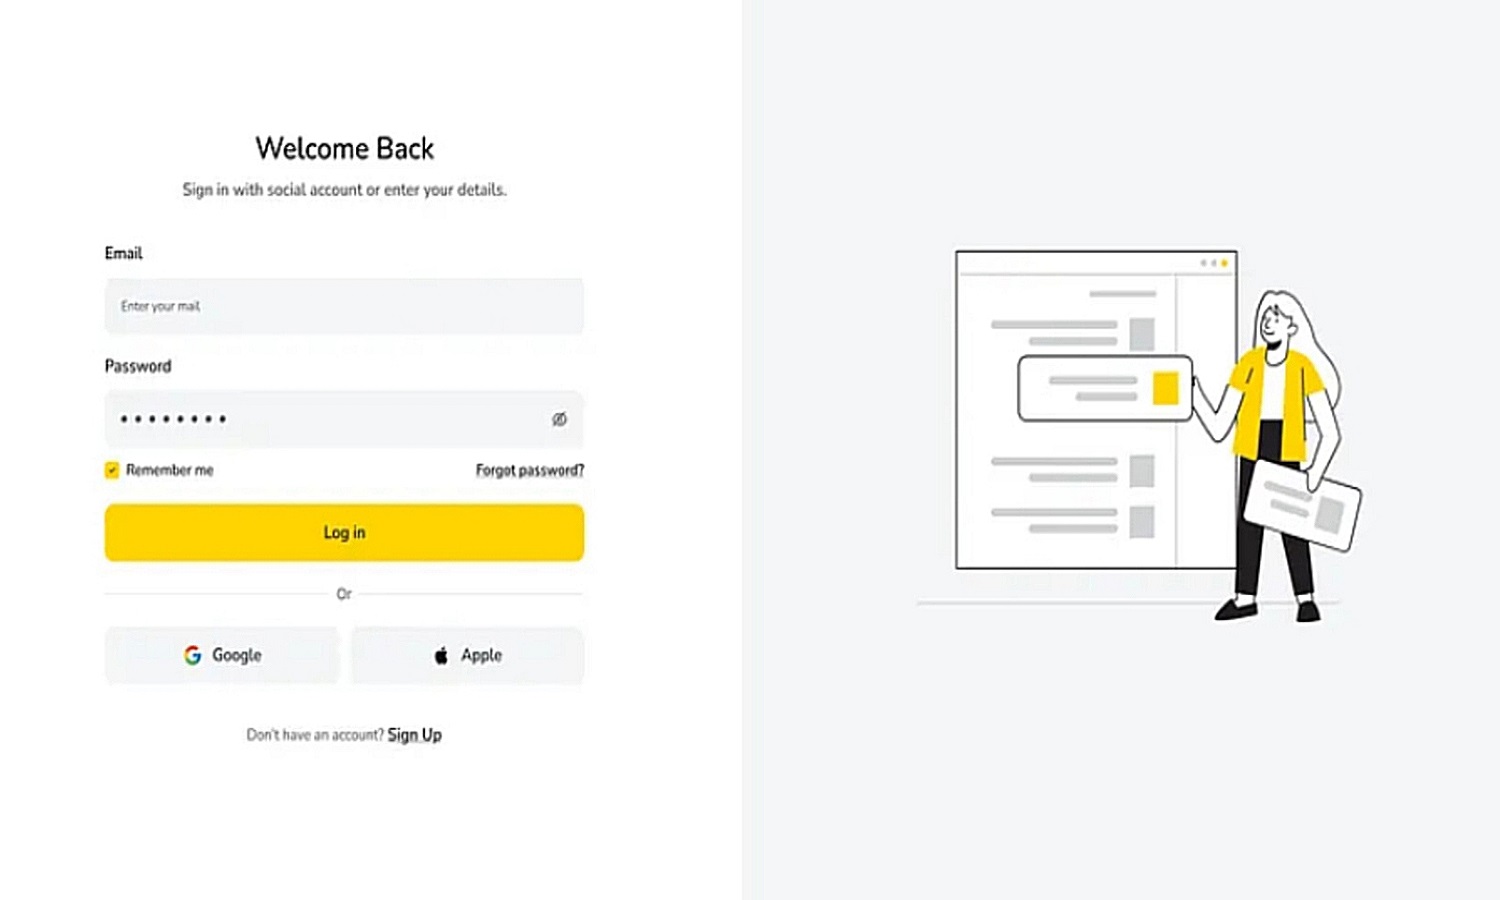 Welcome Back
Sign in with social account or enter your details.
Email
Enter your mail
Password
Remember me
Forgot password?
Log in
Or
Google
Apple
Don't have an account? Sign Up